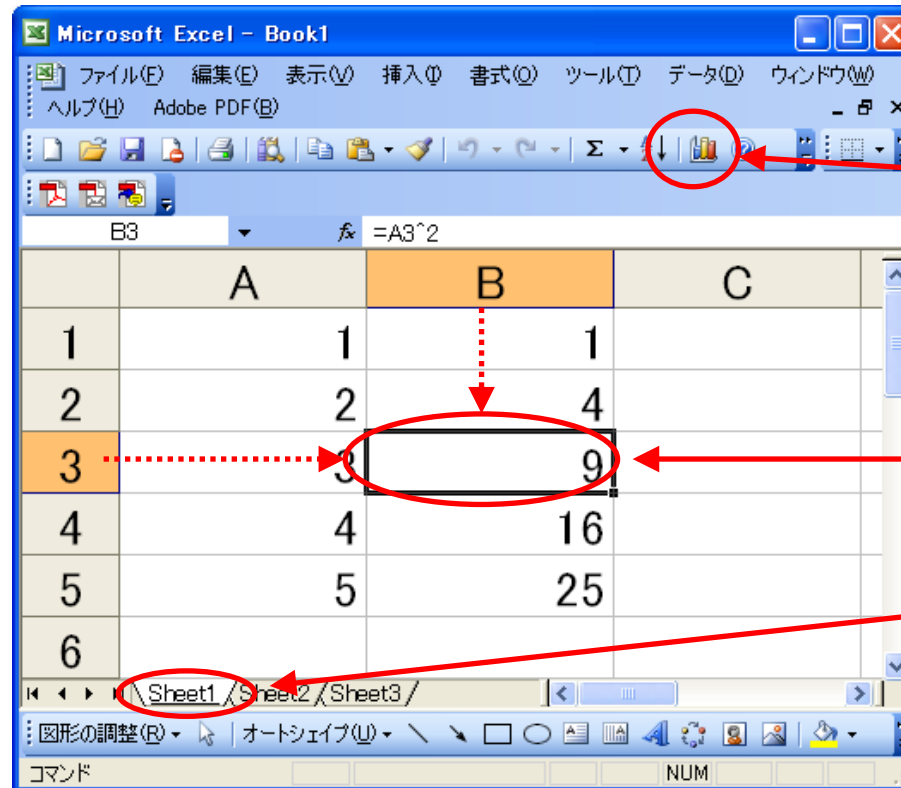 Microsoft Excel - Book1
ファイル(F) 編集(E) 表示(V) 挿入(I) 書式(O) ツール(T) データ(D) ウィンドウ(W)
ヘルプ(H) Adobe PDF(B)
B3 fx =A3^2
A B C
1 1 1
2 2 4
3 3 9
4 4 16
5 5 25
6
Sheet1 Sheet2 Sheet3
図形の調整(R) オートシェイプ(U)
コマンド NUM